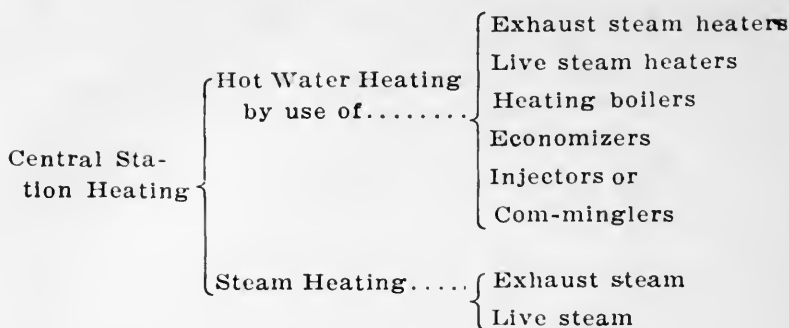 Central Sta-
tion Heating
Hot Water Heating
by use of........
Exhaust steam heaters
Live steam heaters
Heating boilers
Economizers
Injectors or
Com-minglers
Steam Heating.....
Exhaust steam
Live steam